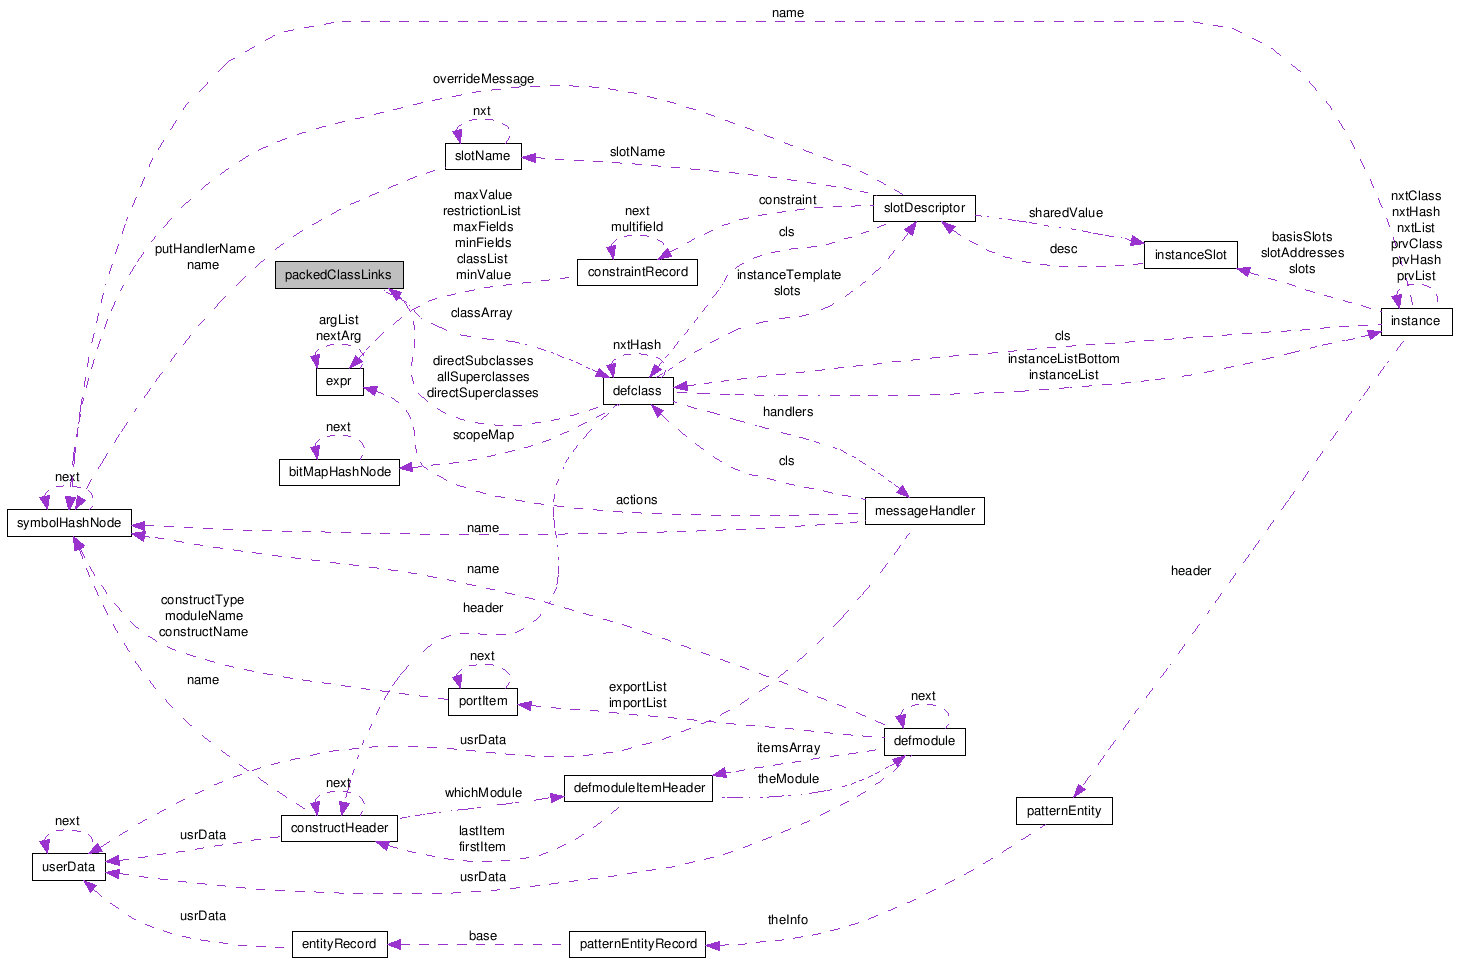 name
overrideMessage
nxt
slotName
slotName
maxValue
restrictionList
maxFields
minFields
classList
minValue
next
multifield
constraint
cls
slotDescriptor
sharedValue
desc
instanceSlot
basisSlots
slotAddresses
slots
nxtClass
nxtHash
nxtList
prvClass
prvHash
prvList
instance
putHandlerName
name
packedClassLinks
constraintRecord
instanceTemplate
slots
argList
nextArg
expr
classArray
nxtHash
defclass
cls
instanceListBottom
instanceList
directSubclasses
allSuperclasses
directSuperclasses
handlers
next
bitMapHashNode
scopeMap
cls
next
symbolHashNode
actions
messageHandler
name
name
header
header
constructType
moduleName
constructName
name
next
portItem
exportList
importList
next
defmodule
usrData
itemsArray
theModule
defmoduleItemHeader
whichModule
next
constructHeader
lastItem
firstItem
patternEntity
next
userData
usrData
usrData
usrData
entityRecord
base
patternEntityRecord
theInfo